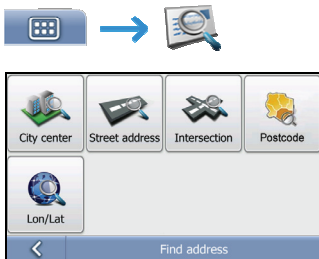 City center
Street address
Intersection
Postcode
Lon/Lat
Find address